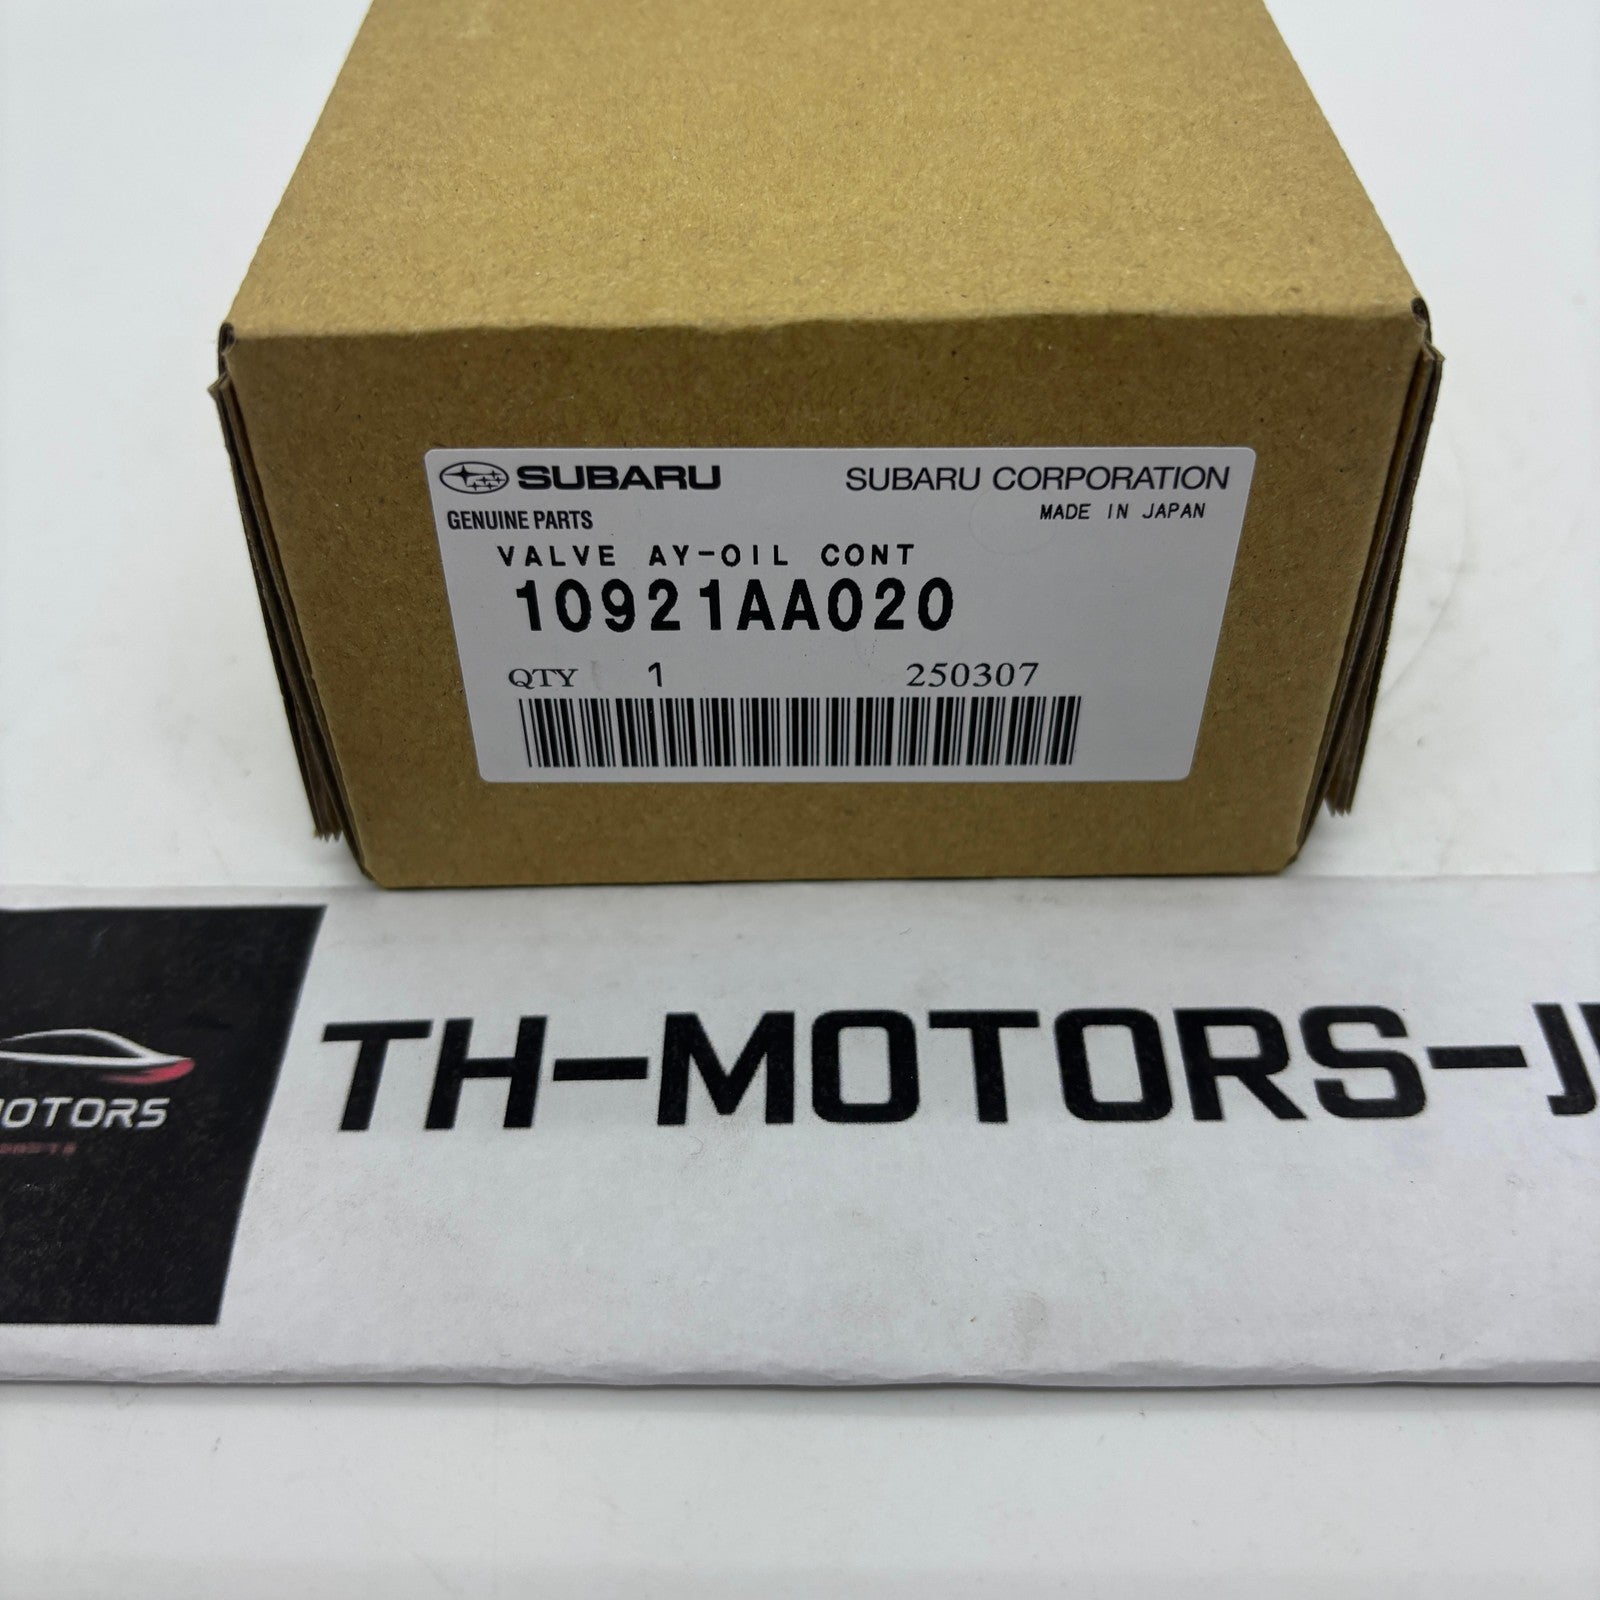 SUBARU
SUBARU CORPORATION
GENUINE PARTS
MADE IN JAPAN
VALVE AY-OIL CONT
10921AA020
QTY 1 250307
TH-MOTORS-J
MOTORS